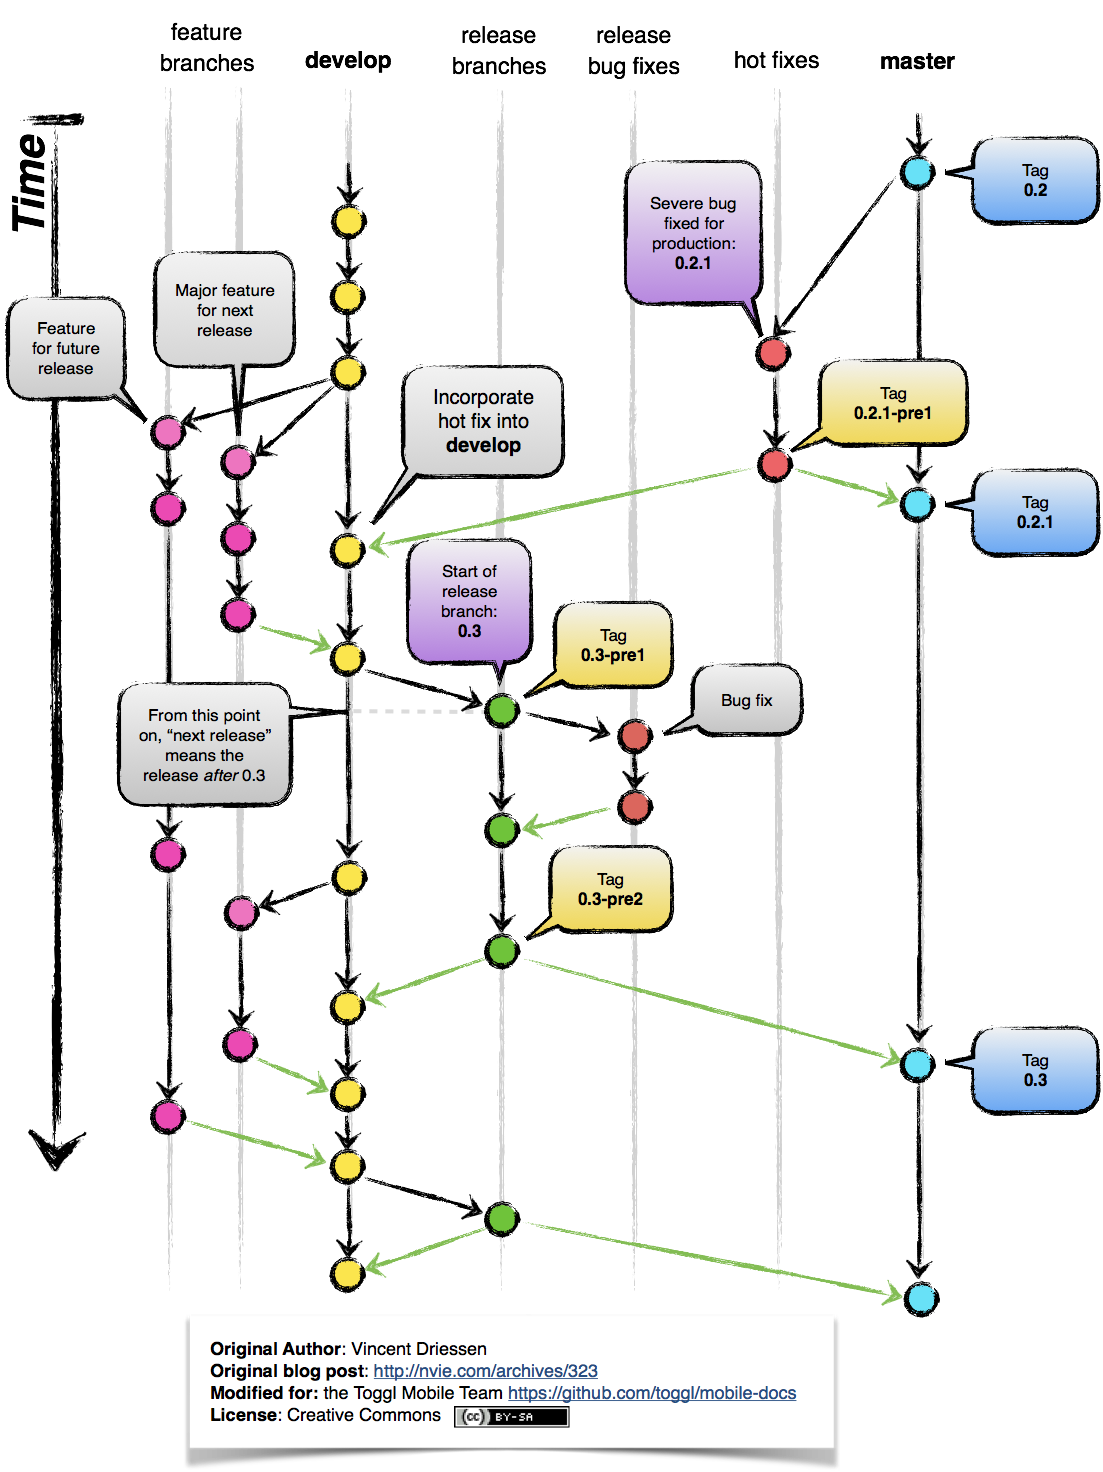 feature
branches
develop
release
branches
release
bug fixes
hot fixes
master
Time
Tag
0.2
Severe bug
fixed for
production:
0.2.1
Major feature
for next
release
Feature
for future
release
Incorporate
hot fix into
develop
Tag
0.2.1-pre1
Tag
0.2.1
Start of
release
branch:
0.3
Tag
0.3-pre1
Bug fix
From this point
on, “next release”
means the
release after 0.3
Tag
0.3-pre2
Tag
0.3
Original Author: Vincent Driessen
Original blog post: http://nvie.com/archives/323
Modified for: the Toggl Mobile Team https://github.com/toggl/mobile-docs
License: Creative Commons (cc) BY-SA